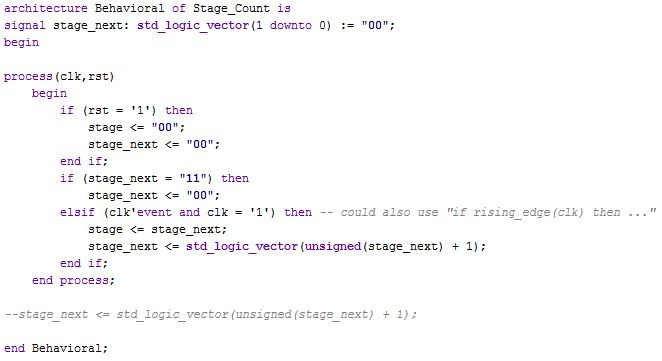 architecture Behavioral of Stage_Count is
signal stage_next: std_logic_vector(1 downto 0) := "00";
begin

process(clk,rst)
    begin
        if (rst = '1') then
            stage <= "00";
            stage_next <= "00";
        end if;
        if (stage_next = "11") then
            stage_next <= "00";
        elsif (clk'event and clk = '1') then -- could also use "if rising_edge(clk) then ..."
            stage <= stage_next;
            stage_next <= std_logic_vector(unsigned(stage_next) + 1);
        end if;
    end process;

--stage_next <= std_logic_vector(unsigned(stage_next) + 1);

end Behavioral;